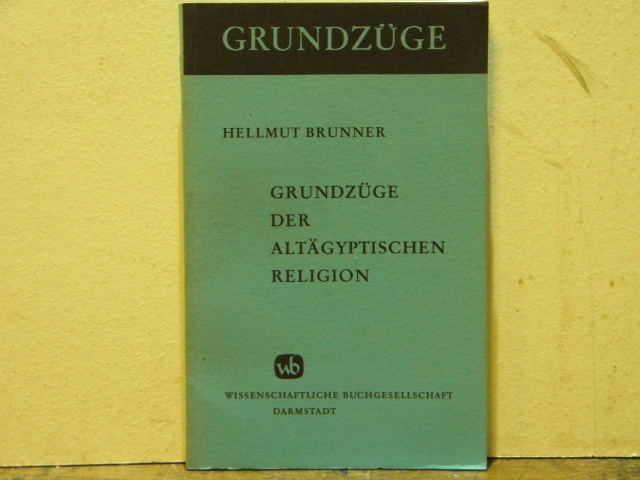 GRUNDZÜGE
HELLMUT BRUNNER
GRUNDZÜGE
DER
ALTÄGYPTISCHEN
RELIGION
wb
WISSENSCHAFTLICHE BUCHGESELLSCHAFT
DARMSTADT